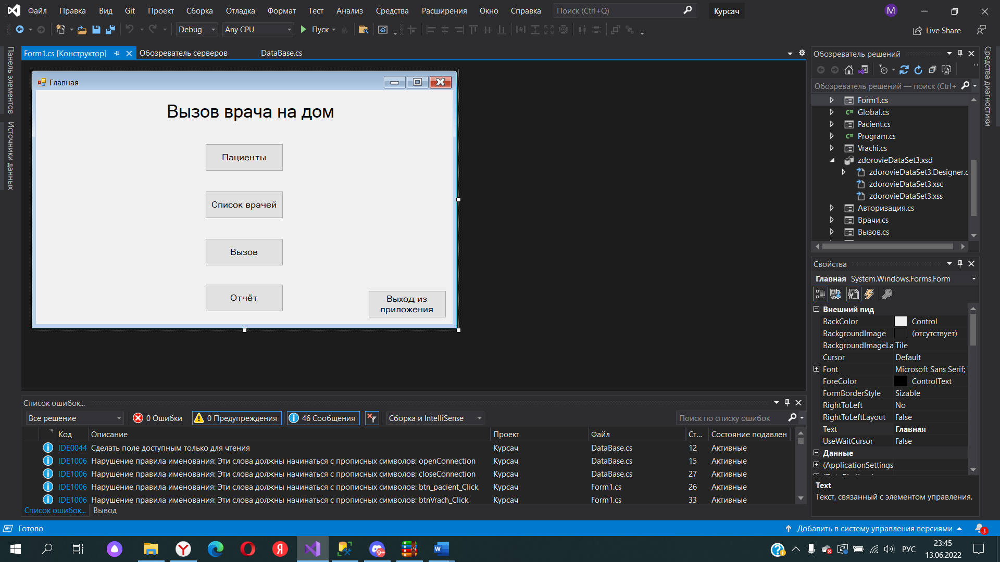 Файл Правка Вид Git Проект Сборка Отладка Формат Тест Анализ Средства Расширения Окно Справка Поиск (Ctrl+Q) Курсач M
Debug Any CPU Пуск Live Share
Панель элементов
Источники данных
Form1.cs [Конструктор] Обозреватель серверов DataBase.cs
Главная
Вызов врача на дом
Пациенты
Список врачей
Вызов
Отчёт
Выход из
приложения
Обозреватель решений
Обозреватель решений — поиск (Ctrl+
Form1.cs
Global.cs
Pacient.cs
Program.cs
Vrachi.cs
zdorovieDataSet3.xsd
zdorovieDataSet3.Designer.c
zdorovieDataSet3.xsc
zdorovieDataSet3.xss
Авторизация.cs
Врачи.cs
Вызов.cs
Средства диагностики
Свойства
Главная System.Windows.Forms.Form
Внешний вид
BackColor Control
BackgroundImage (отсутствует)
BackgroundImageLa Tile
Cursor Default
Font Microsoft Sans Serif;
ForeColor ControlText
FormBorderStyle Sizable
RightToLeft No
RightToLeftLayout False
Text Главная
UseWaitCursor False
Данные
(ApplicationSettings
Text
Текст, связанный с элементом управления.
Список ошибок...
Все решение 0 Ошибки 0 Предупреждения 46 Сообщения Сборка и IntelliSense Поиск по списку ошибок
Код Описание Проект Файл Ст... Состояние подавлен
IDE0044 Сделать поле доступным только для чтения Курсач DataBase.cs 12 Активные
IDE1006 Нарушение правила именования: Эти слова должны начинаться с прописных символов: openConnection Курсач DataBase.cs 15 Активные
IDE1006 Нарушение правила именования: Эти слова должны начинаться с прописных символов: closeConnection Курсач DataBase.cs 27 Активные
IDE1006 Нарушение правила именования: Эти слова должны начинаться с прописных символов: btn_pacient_Click Курсач Form1.cs 26 Активные
IDE1006 Нарушение правила именования: Эти слова должны начинаться с прописных символов: btnVrach_Click Курсач Form1.cs 33 Активные
Список ошибок... Вывод
Готово Добавить в систему управления версиями 3
9+ РУС 23:45
13.06.2022